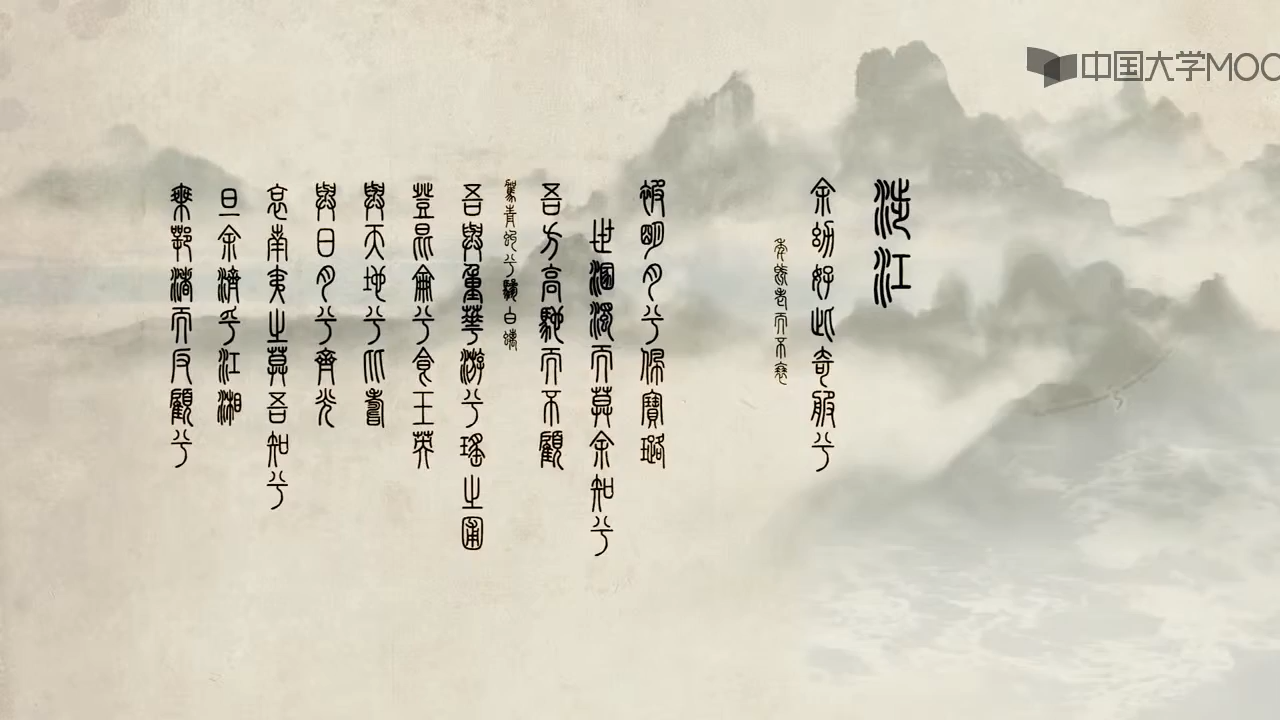 中国大学MOO
涉江
余幼好此奇服兮
年既老而不衰
被明月兮佩寶璐
世溷濁而莫余知兮
吾方高馳而不顧
駕青虬兮驂白螭
吾與重華遊兮瑤之圃
登崑崙兮食玉英
與天地兮比壽
與日月兮齊光
哀南夷之莫吾知兮
旦余濟乎江湘
乘鄂渚而反顧兮